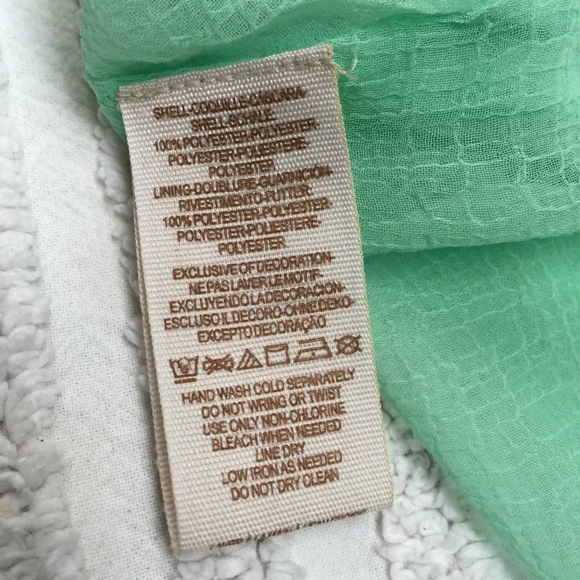 SHELL-COQUILLE-CASCARA-
SHELL-SCHALE
100% POLYESTER-POLYESTER-
POLYESTER-POLIESTERE-
POLYESTER
LINING-DOUBLURE-GUARNICION-
RIVESTIMENTO-FUTTER
100% POLYESTER-POLYESTER-
POLYESTER-POLIESTERE-
POLYESTER
EXCLUSIVE OF DECORATION-
NE PAS LAVER LE MOTIF-
EXCLUYENDO LA DECORACION-
ESCLUSO IL DECORO-OHNE DEKO-
EXCEPTO DECORAÇÃO
HAND WASH COLD SEPARATELY
DO NOT WRING OR TWIST
USE ONLY NON-CHLORINE
BLEACH WHEN NEEDED
LINE DRY
LOW IRON AS NEEDED
DO NOT DRY CLEAN